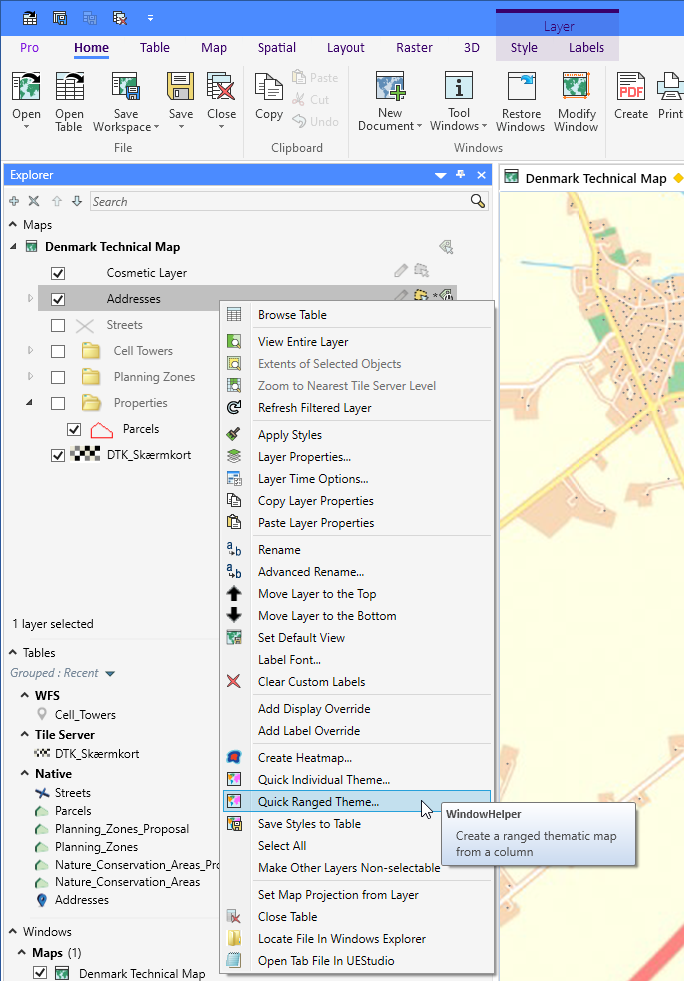 Layer
Pro Home Table Map Spatial Layout Raster 3D Style Labels
Open Open Table Save Workspace Save Close Copy Paste Cut Undo New Document Tool Windows Restore Windows Modify Window PDF Create Print
File Clipboard Windows
Explorer
Denmark Technical Map
Search
Maps
Denmark Technical Map
Cosmetic Layer
Addresses
Streets
Cell Towers
Planning Zones
Properties
Parcels
DTK_Skærmkort
1 layer selected
Tables
Grouped : Recent
WFS
Cell_Towers
Tile Server
DTK_Skærmkort
Native
Streets
Parcels
Planning_Zones_Proposal
Planning_Zones
Nature_Conservation_Areas_Pro
Nature_Conservation_Areas
Addresses
Windows
Maps (1)
Denmark Technical Map
Browse Table
View Entire Layer
Extents of Selected Objects
Zoom to Nearest Tile Server Level
Refresh Filtered Layer
Apply Styles
Layer Properties...
Layer Time Options...
Copy Layer Properties
Paste Layer Properties
Rename
Advanced Rename...
Move Layer to the Top
Move Layer to the Bottom
Set Default View
Label Font...
Clear Custom Labels
Add Display Override
Add Label Override
Create Heatmap...
Quick Individual Theme...
Quick Ranged Theme...
Save Styles to Table
Select All
Make Other Layers Non-selectable
Set Map Projection from Layer
Close Table
Locate File In Windows Explorer
Open Tab File In UEStudio
WindowHelper
Create a ranged thematic map
from a column